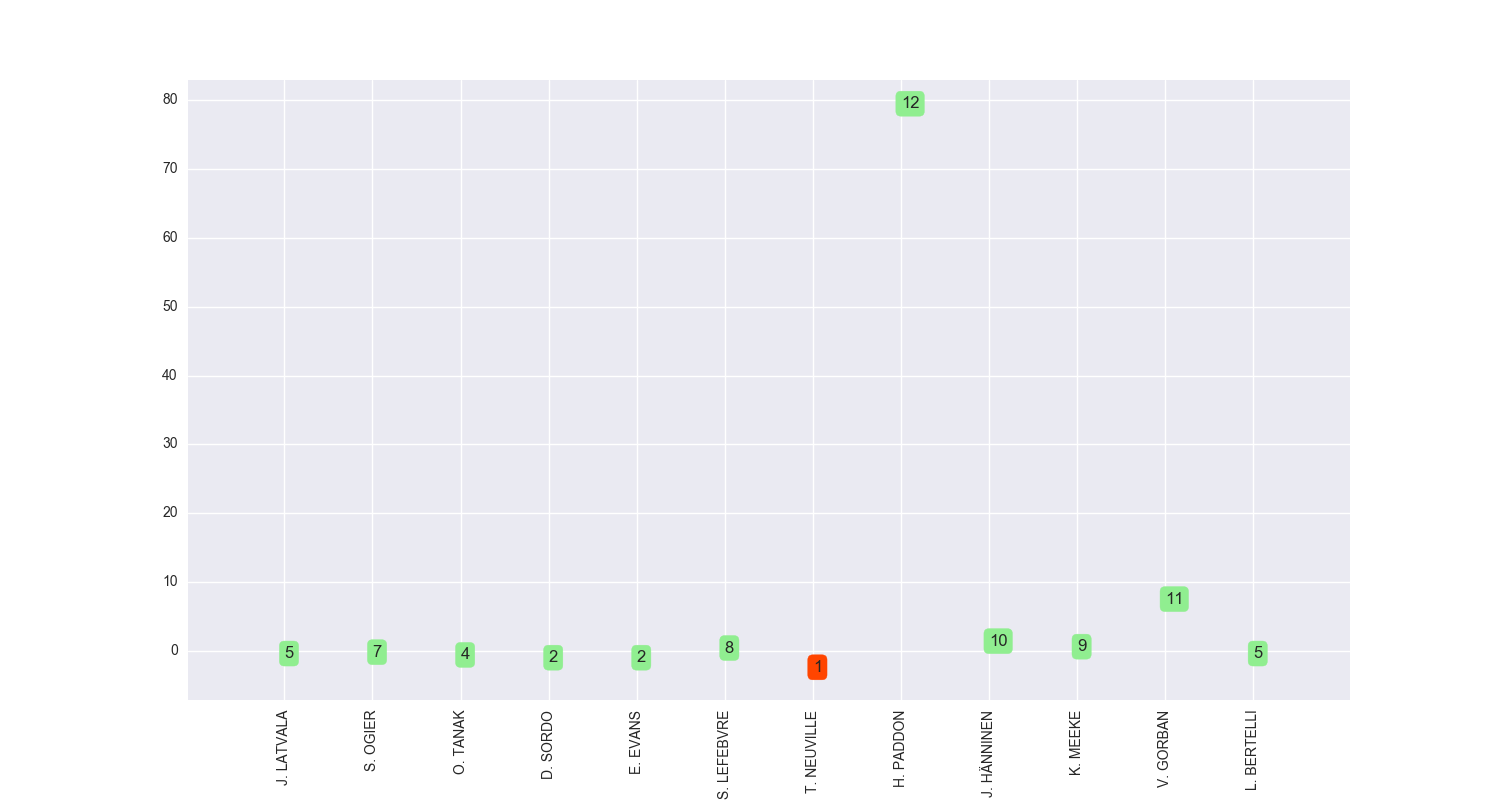 80
70
60
50
40
30
20
10
0
12
11
10
9
8
5
7
4
2
2
1
5
J. LATVALA
S. OGIER
O. TANAK
D. SORDO
E. EVANS
S. LEFEBVRE
T. NEUVILLE
H. PADDON
J. HÄNNINEN
K. MEEKE
V. GORBAN
L. BERTELLI